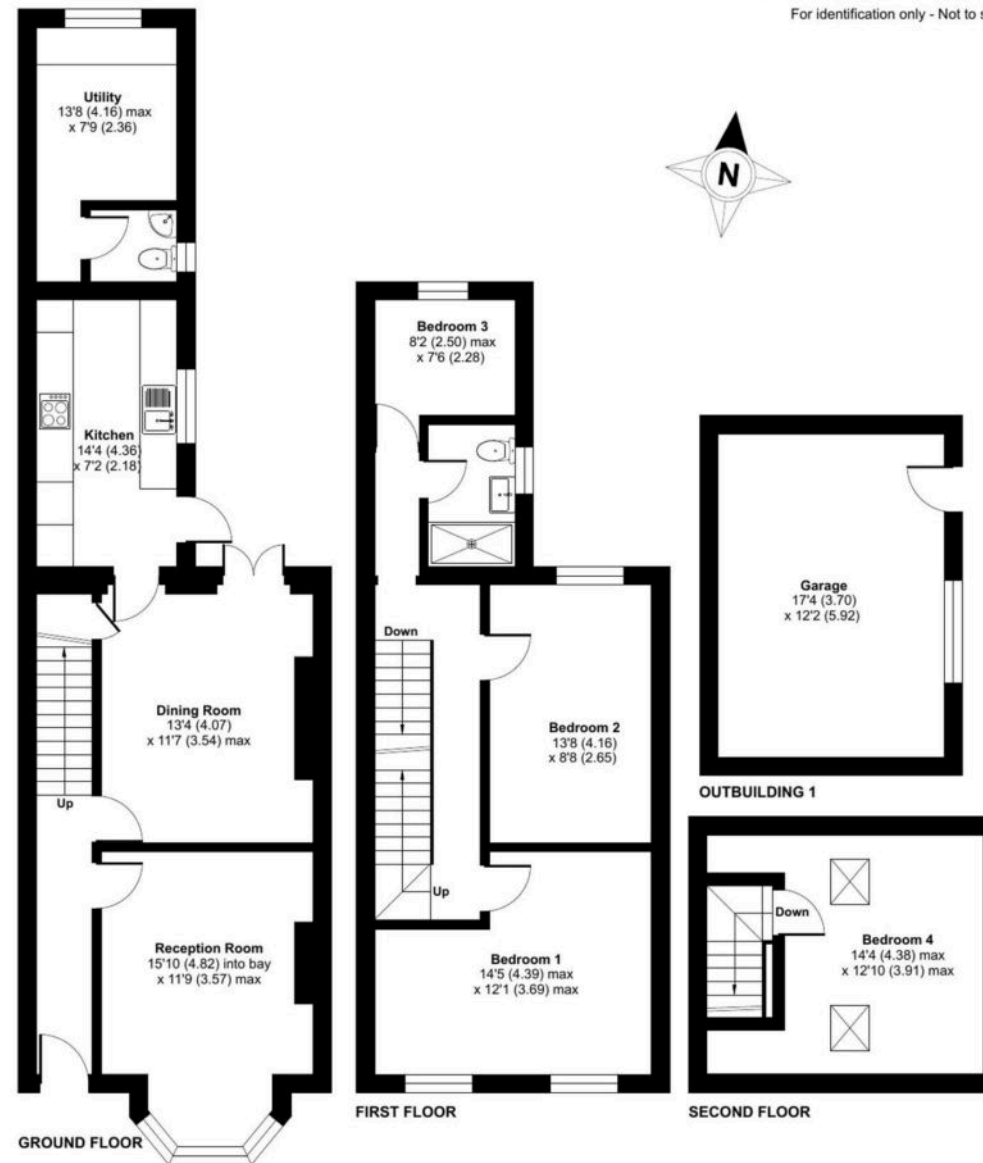 For identification only - Not to s
Utility
13'8 (4.16) max
x 7'9 (2.36)
N
Kitchen
14'4 (4.36)
x 7'2 (2.18)
Dining Room
13'4 (4.07)
x 11'7 (3.54) max
Up
Reception Room
15'10 (4.82) into bay
x 11'9 (3.57) max
GROUND FLOOR
Bedroom 3
8'2 (2.50) max
x 7'6 (2.28)
Down
Bedroom 2
13'8 (4.16)
x 8'8 (2.65)
Up
Bedroom 1
14'5 (4.39) max
x 12'1 (3.69) max
FIRST FLOOR
Garage
17'4 (3.70)
x 12'2 (5.92)
OUTBUILDING 1
Down
Bedroom 4
14'4 (4.38) max
x 12'10 (3.91) max
SECOND FLOOR